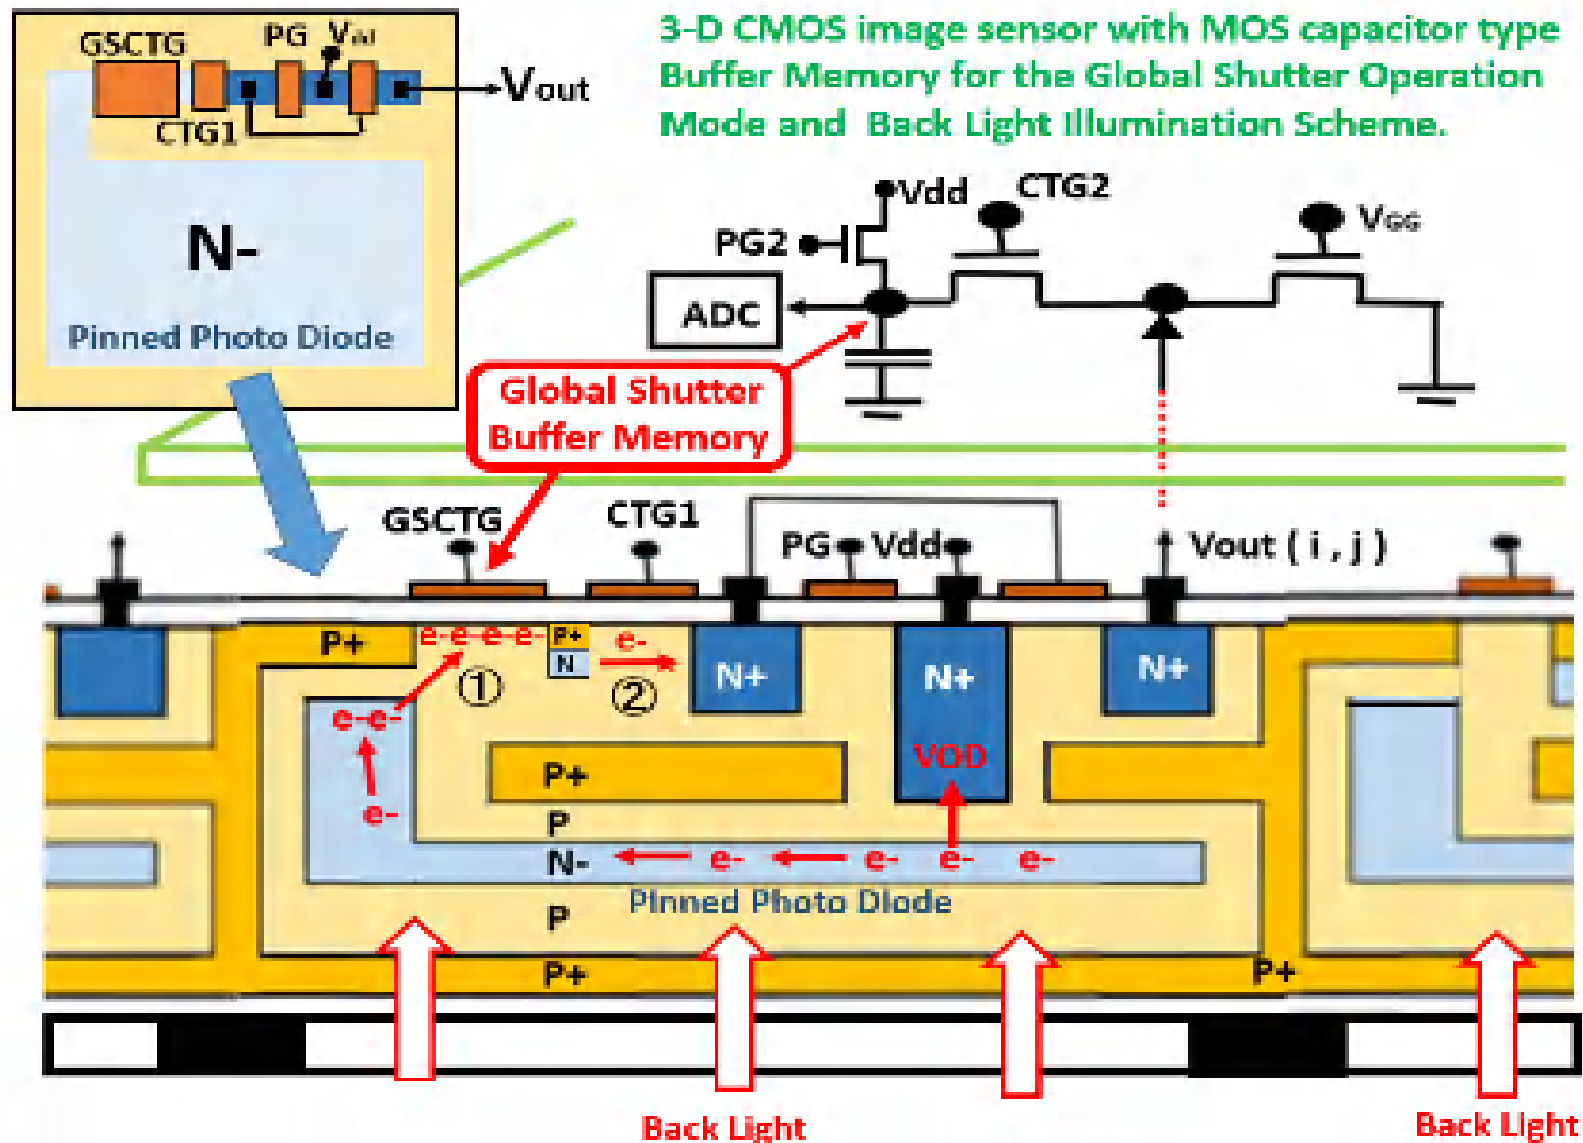 GSCTG
PG Vdd
Vout
CTG1
N-
Pinned Photo Diode
3-D CMOS image sensor with MOS capacitor type
Buffer Memory for the Global Shutter Operation
Mode and Back Light Illumination Scheme.
Vdd
CTG2
VGG
PG2
ADC
Global Shutter
Buffer Memory
GSCTG
CTG1
PG
Vdd
Vout ( i , j )
P+
e-e-e-e-
P+
e-
N
①
②
N+
N+
N+
e-e-
VOD
P+
e-
P
N-
e-
e-
e-
e-
Pinned Photo Diode
P
P+
P+
Back Light
Back Light